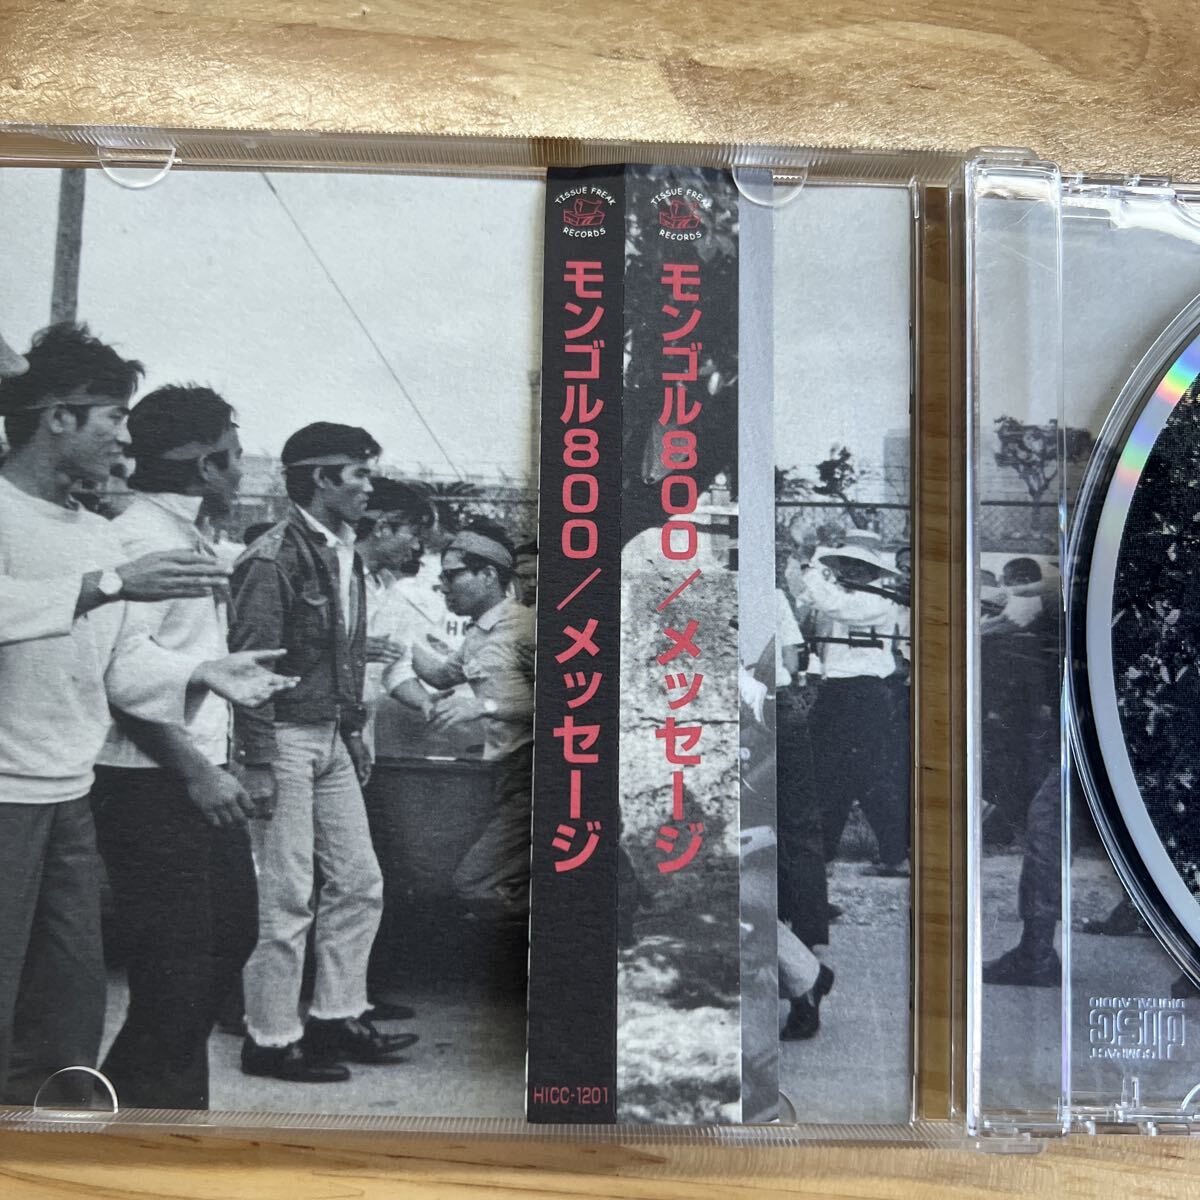 TISSUE FREAK
RECORDS
モンゴル800/メッセージ
HICC-1201
TISSUE FREAK
RECORDS
モンゴル800/メッセージ
COMPACT
DISC
DIGITAL AUDIO